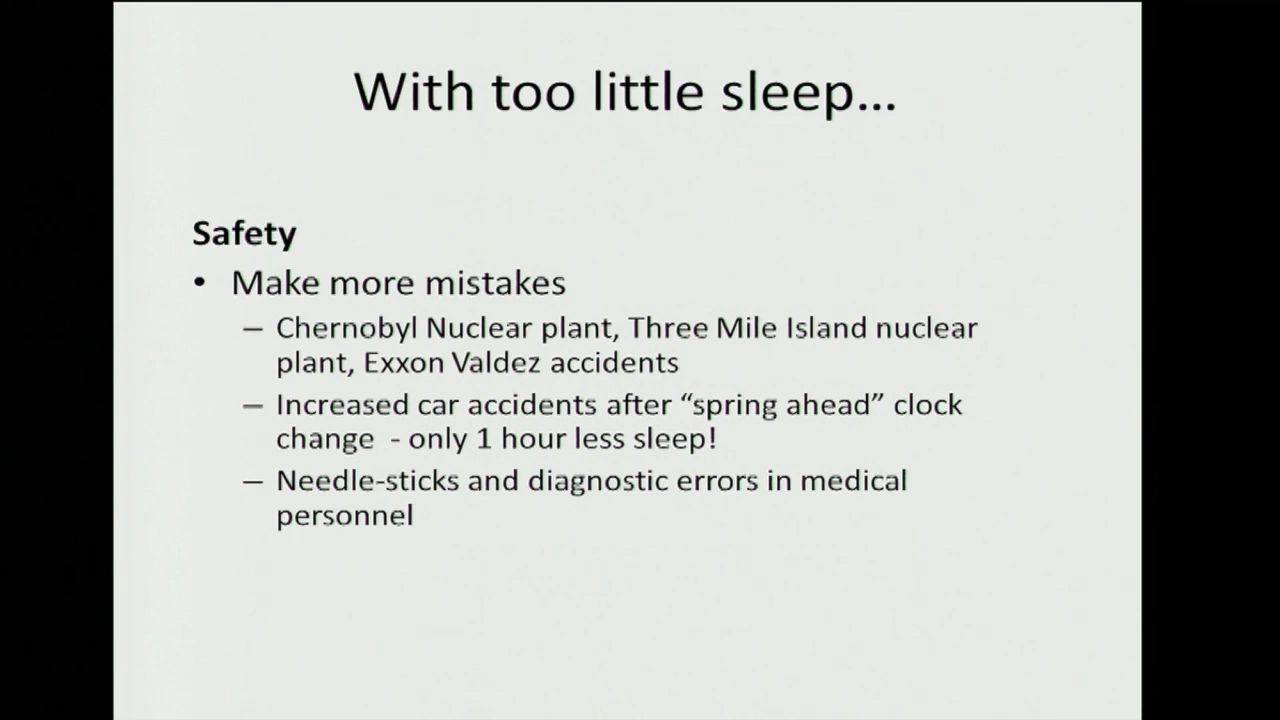 With too little sleep...
Safety
• Make more mistakes
– Chernobyl Nuclear plant, Three Mile Island nuclear
plant, Exxon Valdez accidents
– Increased car accidents after “spring ahead” clock
change  - only 1 hour less sleep!
– Needle-sticks and diagnostic errors in medical
personnel